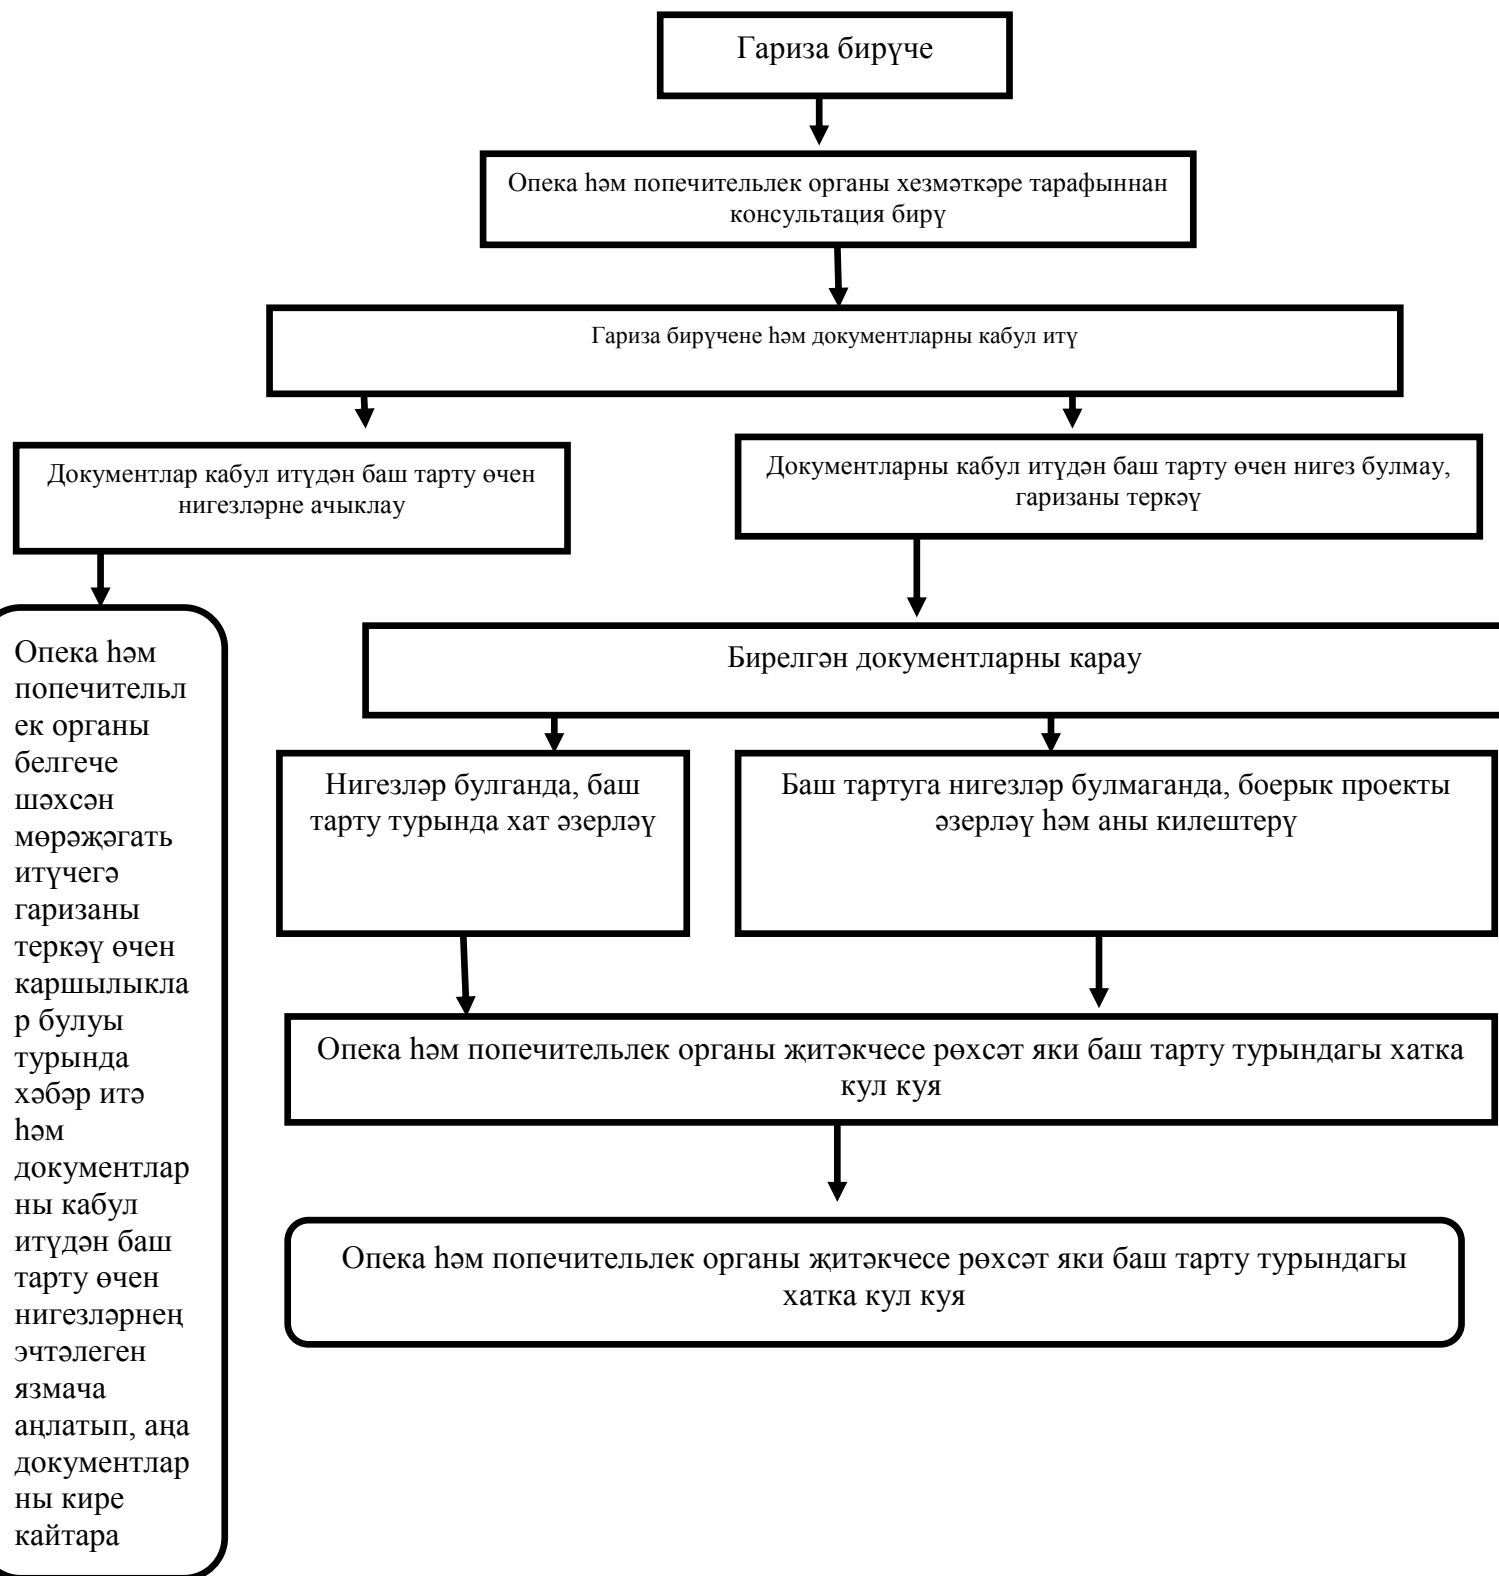 Гариза бирүче
Опека һәм попечительлек органы хезмәткәре тарафыннан
консультация бирү
Гариза бирүчене һәм документларны кабул итү
Документлар кабул итүдән баш тарту өчен
нигезләрне ачыклау
Документларны кабул итүдән баш тарту өчен нигез булмау,
гаризаны теркәү
Опека һәм
попечительл
ек органы
белгече
шәхсән
мөрәҗәгать
итүчегә
гаризаны
теркәү өчен
каршылыкла
р булуы
турында
хәбәр итә
һәм
документлар
ны кабул
итүдән баш
тарту өчен
нигезләрнең
эчтәлеген
язмача
аңлатып, аңа
документлар
ны кире
кайтара
Бирелгән документларны карау
Нигезләр булганда, баш
тарту турында хат әзерләү
Баш тартуга нигезләр булмаганда, боерык проекты
әзерләү һәм аны килештерү
Опека һәм попечительлек органы җитәкчесе рөхсәт яки баш тарту турындагы хатка
кул куя
Опека һәм попечительлек органы җитәкчесе рөхсәт яки баш тарту турындагы
хатка кул куя